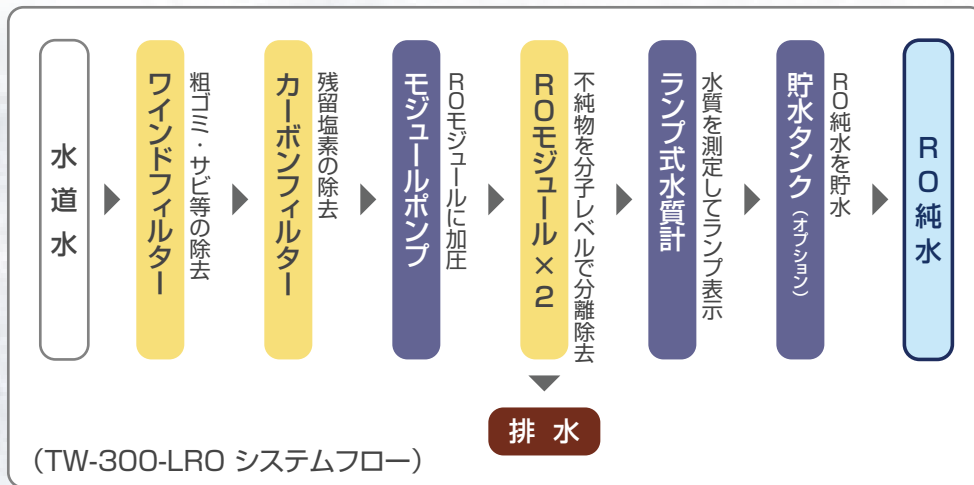 水道水
ワインドフィルター
粗ゴミ・サビ等の除去
カーボンフィルター
残留塩素の除去
モジュールポンプ
ROモジュールに加圧
ROモジュール×2
不純物を分子レベルで分離除去
ランプ式水質計
水質を測定してランプ表示
貯水タンク（オプション）
RO純水を貯水
RO純水
排水
（TW-300-LRO システムフロー）